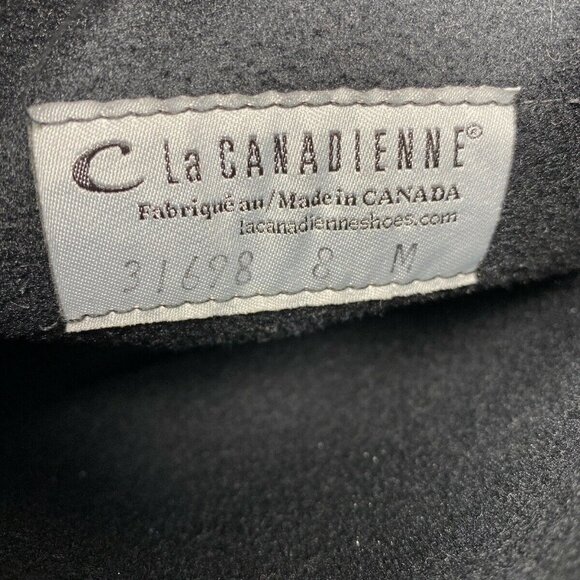 C La CANADIENNE®
Fabriqué au/Made in CANADA
lacanadienneshoes.com
31698 8 M